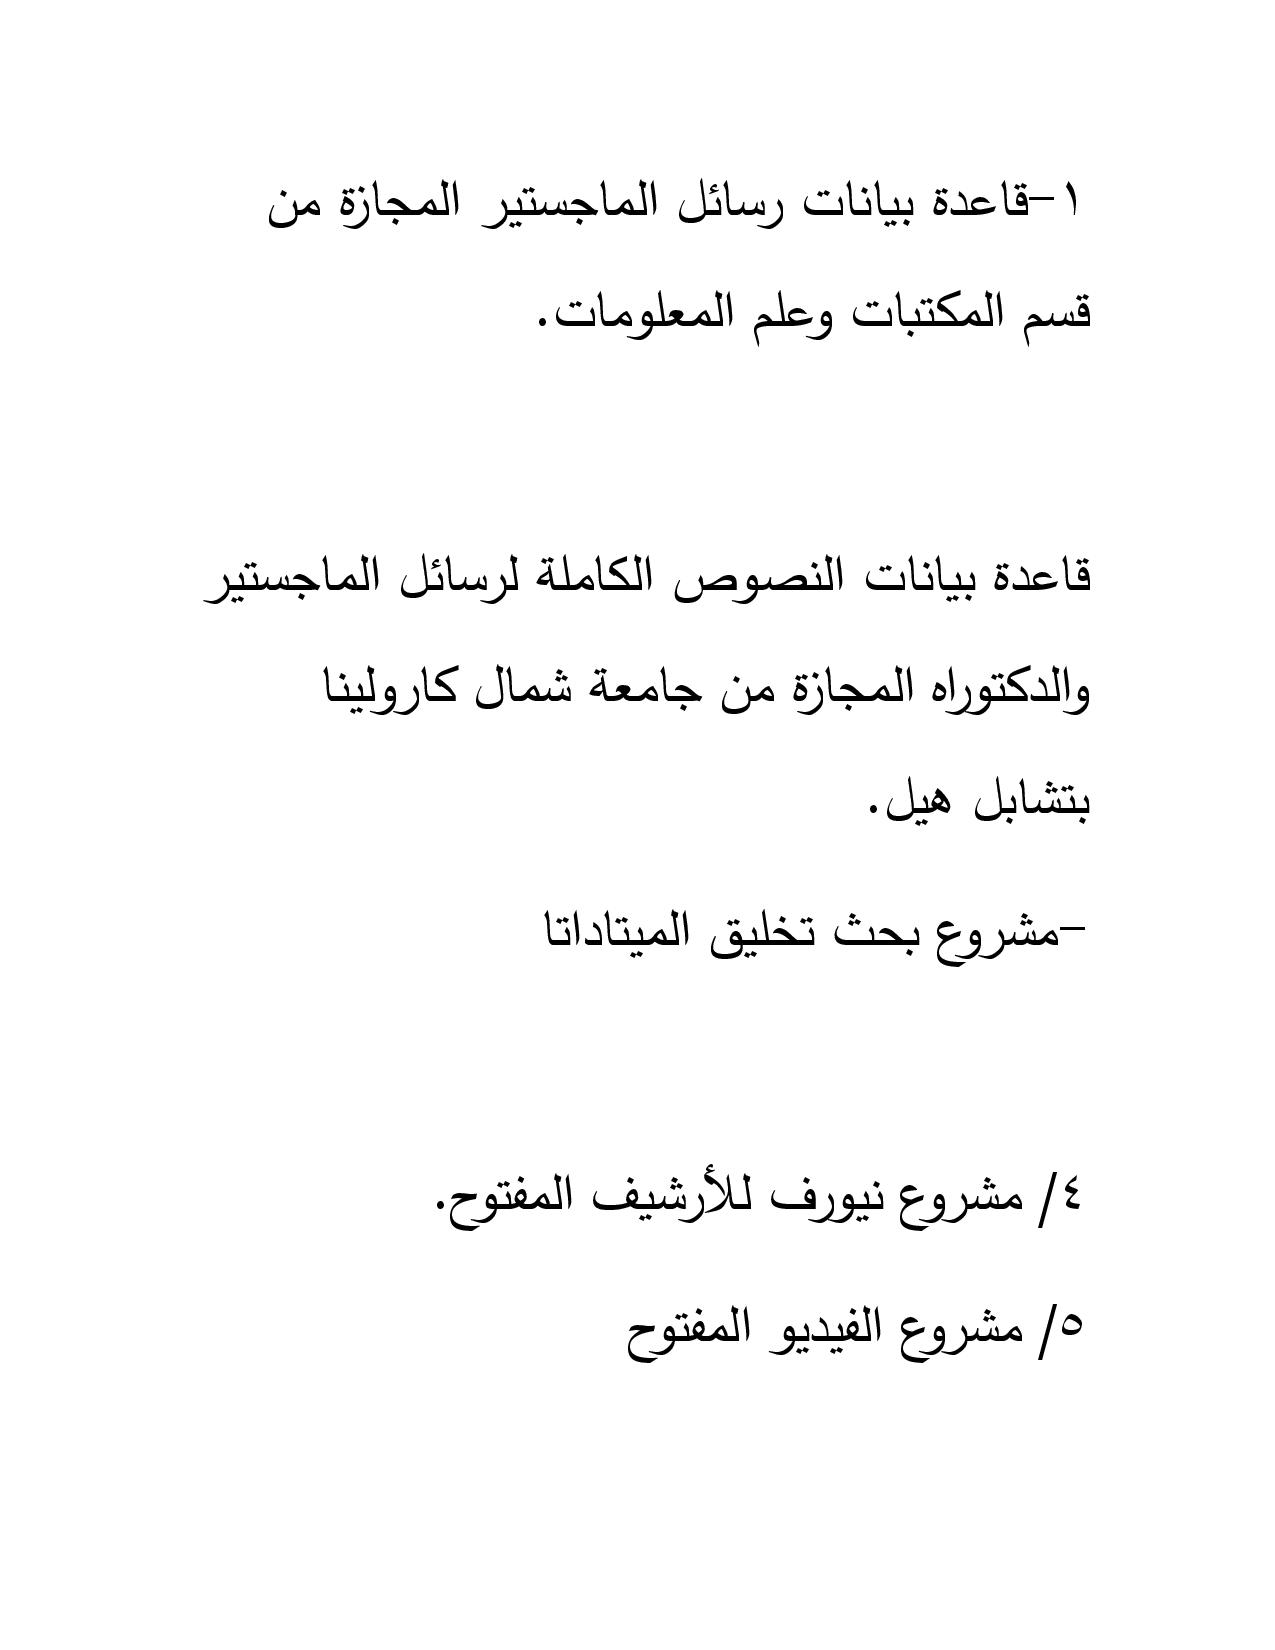 ١-قاعدة بيانات رسائل الماجستير المجازة من
قسم المكتبات وعلم المعلومات.
قاعدة بيانات النصوص الكاملة لرسائل الماجستير
والدكتوراه المجازة من جامعة شمال كارولينا
بتشابل هيل.
-مشروع بحث تخليق الميتاداتا
٤/ مشروع نيورف للأرشيف المفتوح.
٥/ مشروع الفيديو المفتوح